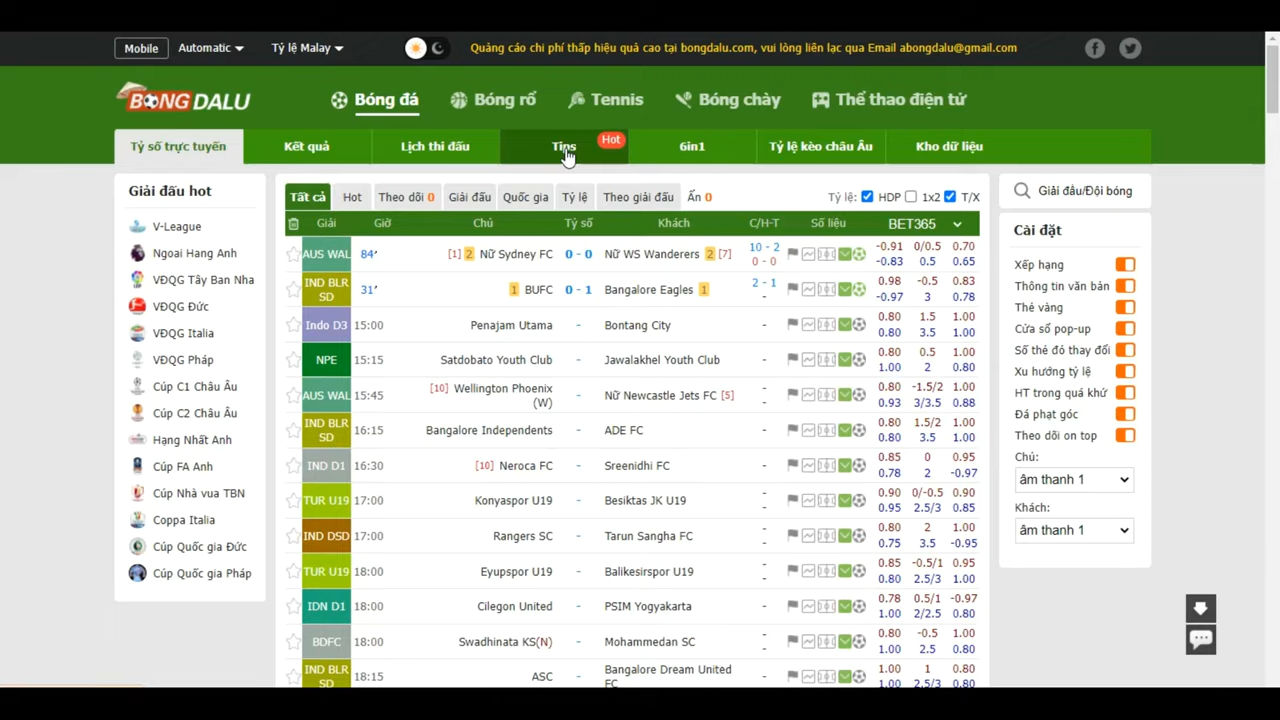 Mobile Automatic Tỷ lệ Malay Quảng cáo chi phí thấp hiệu quả cao tại bongdalu.com, vui lòng liên lạc qua Email abongdalu@gmail.com
BONG DALU Bóng đá Bóng rổ Tennis Bóng chày Thể thao điện tử
Tỷ số trực tuyến Kết quả Lịch thi đấu Tips Hot 6in1 Tỷ lệ kèo châu Âu Kho dữ liệu
Giải đấu hot
V-League
Ngoại Hạng Anh
VĐQG Tây Ban Nha
VĐQG Đức
VĐQG Italia
VĐQG Pháp
Cúp C1 Châu Âu
Cúp C2 Châu Âu
Hạng Nhất Anh
Cúp FA Anh
Cúp Nhà vua TBN
Coppa Italia
Cúp Quốc gia Đức
Cúp Quốc gia Pháp
Tất cả Hot Theo dõi 0 Giải đấu Quốc gia Tỷ lệ Theo giải đấu Ẩn 0 Tỷ lệ: HDP 1x2 T/X
Giải Giờ Chủ Tỷ số Khách C/H-T Số liệu BET365
AUS WAL 84' [1] 2 Nữ Sydney FC 0 - 0 Nữ WS Wanderers 2 [7] 10 - 2 -0.91 0/0.5 0.70
0 - 0 -0.83 0.5 0.65
IND BLR SD 31' 1 BUFC 0 - 1 Bangalore Eagles 1 2 - 1 0.98 -0.5 0.83
- -0.97 3 0.78
Indo D3 15:00 Penajam Utama - Bontang City - 0.80 1.5 1.00
0.80 3.5 1.00
NPE 15:15 Satdobato Youth Club - Jawalakhel Youth Club - 0.80 0.5 1.00
1.00 2 0.80
AUS WAL 15:45 [10] Wellington Phoenix (W) - Nữ Newcastle Jets FC [5] - 0.80 -1.5/2 1.00
- 0.93 3/3.5 0.88
IND BLR SD 16:15 Bangalore Independents - ADE FC - 0.80 1.5/2 1.00
- 0.80 3.5 1.00
IND D1 16:30 [10] Neroca FC - Sreenidhi FC - 0.85 0 0.95
0.78 2 -0.97
TUR U19 17:00 Konyaspor U19 - Besiktas JK U19 - 0.90 0/-0.5 0.90
- 0.95 2.5/3 0.85
IND DSD 17:00 Rangers SC - Tarun Sangha FC - 0.80 2 1.00
- 0.75 3.5 -0.95
TUR U19 18:00 Eyupspor U19 - Balikesirspor U19 - 0.85 -0.5/1 0.95
- 0.80 2.5/3 1.00
IDN D1 18:00 Cilegon United - PSIM Yogyakarta - 0.78 0.5/1 -0.97
1.00 2/2.5 0.80
BDFC 18:00 Swadhinata KS(N) - Mohammedan SC - 0.80 -0.5 1.00
1.00 2.5 0.80
IND BLR SD 18:15 ASC - Bangalore Dream United FC - 1.00 1 0.80
- 1.00 2.5/3 0.80
Giải đấu/Đội bóng
Cài đặt
Xếp hạng
Thông tin văn bản
Thẻ vàng
Cửa sổ pop-up
Số thẻ đỏ thay đổi
Xu hướng tỷ lệ
HT trong quá khứ
Đá phạt góc
Theo dõi on top
Chủ:
âm thanh 1
Khách:
âm thanh 1